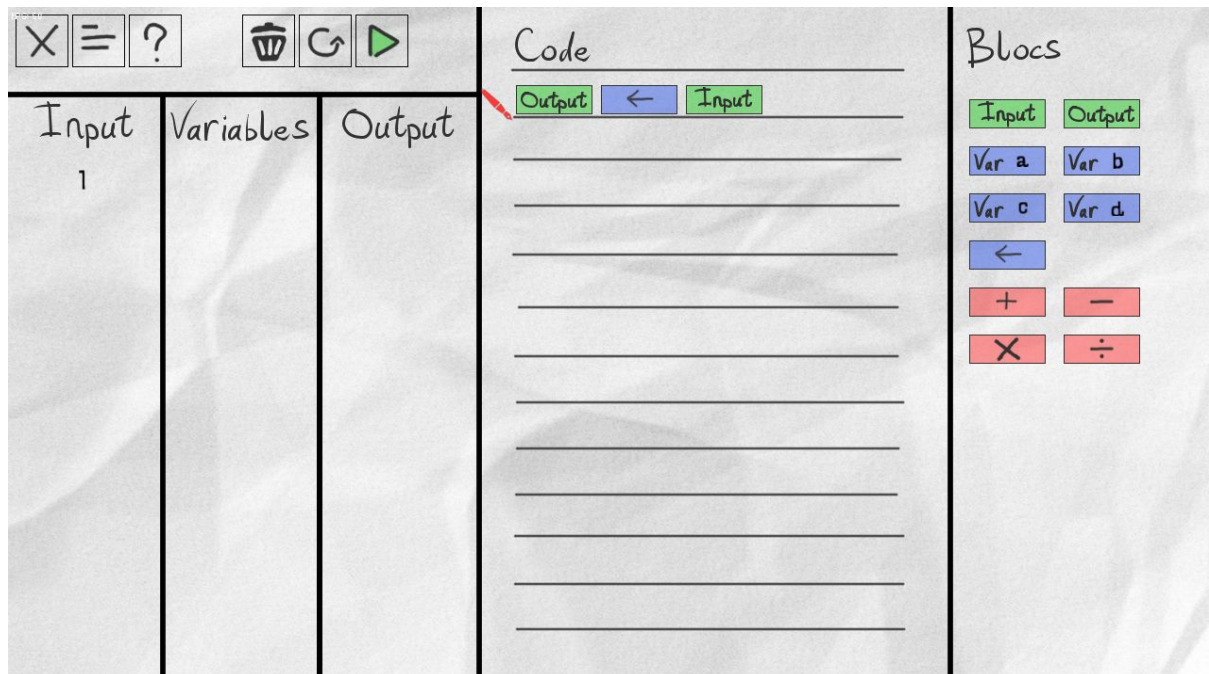 ?
Input
Variables
Output
1
Code
Output ← Input
Blocs
Input Output
Var a Var b
Var c Var d
←
+ −
× ÷